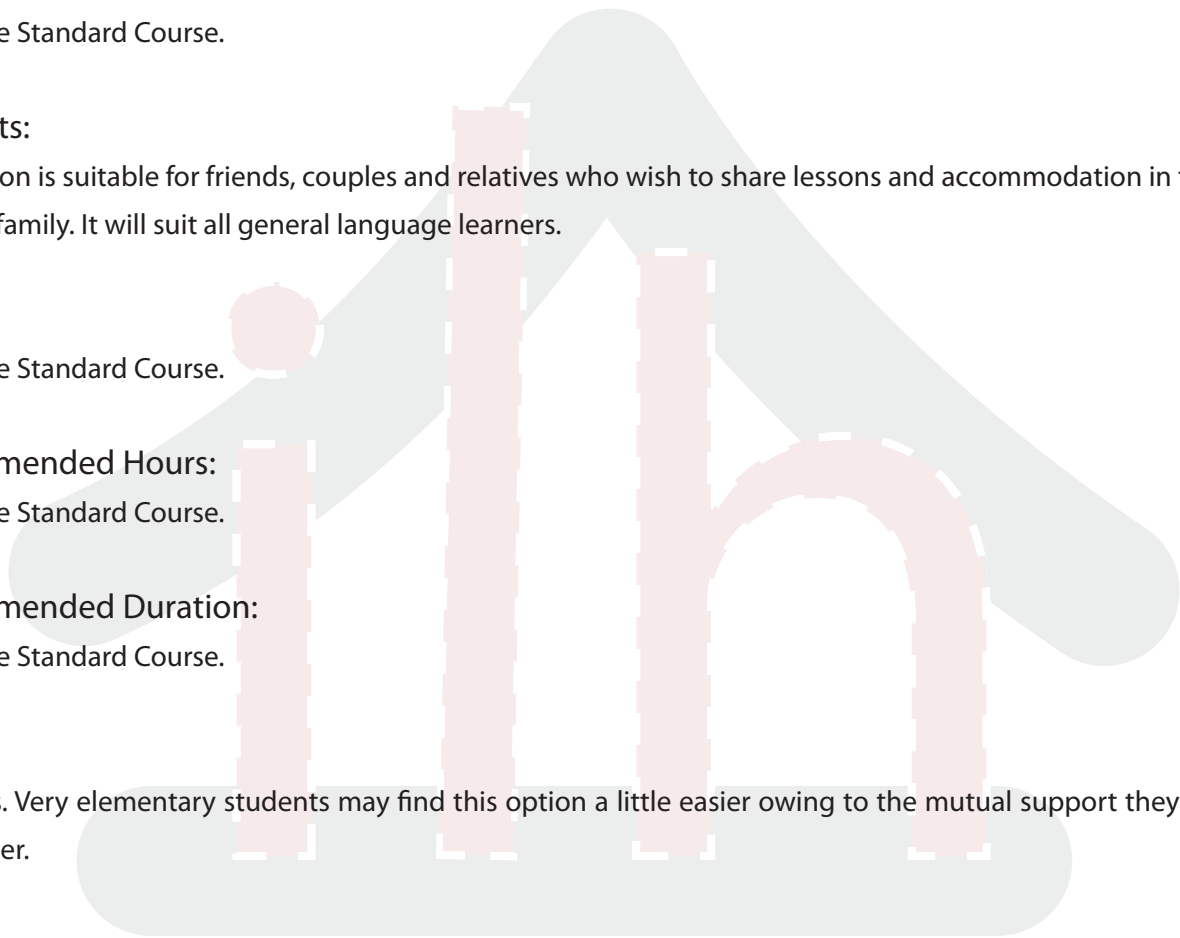 e Standard Course.
ts:
on is suitable for friends, couples and relatives who wish to share lessons and accommodation in
family. It will suit all general language learners.
e Standard Course.
mended Hours:
e Standard Course.
mended Duration:
e Standard Course.
. Very elementary students may find this option a little easier owing to the mutual support they
er.
ilh